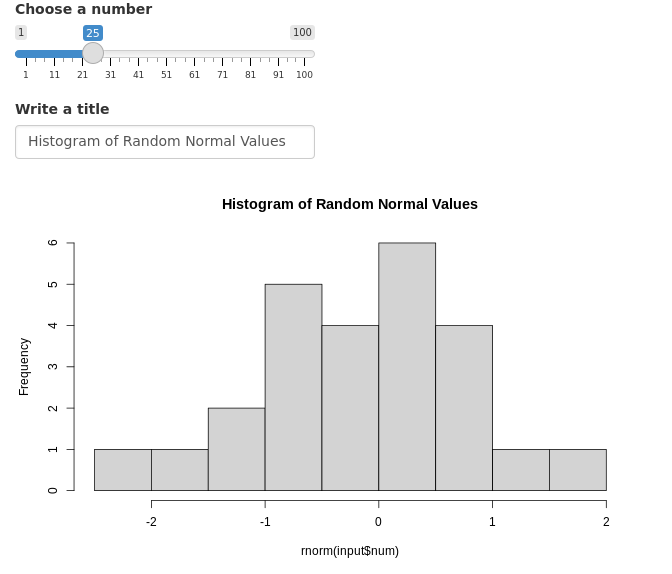 Choose a number
1 25 100
1 11 21 31 41 51 61 71 81 91 100
Write a title
Histogram of Random Normal Values
Histogram of Random Normal Values
6
5
4
3
2
1
0
Frequency
-2 -1 0 1 2
rnorm(input$num)